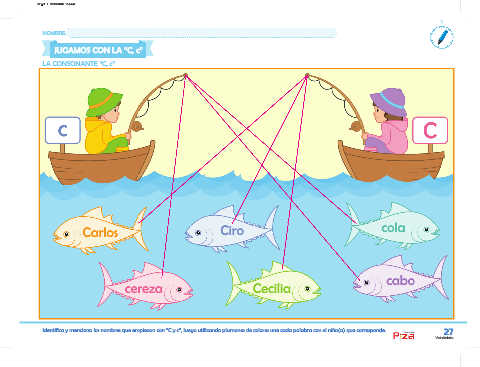 NOMBRE:
JUGAMOS CON LA "C, c"
LA CONSONANTE "C, c"
c
C
Carlos
Ciro
cola
cereza
Cecilia
cabo
Identifica y menciona los nombres que empiezan con "C y c", luego utilizando plumones de colores une cada palabra con el niño(a) que corresponde.
Pizza
27